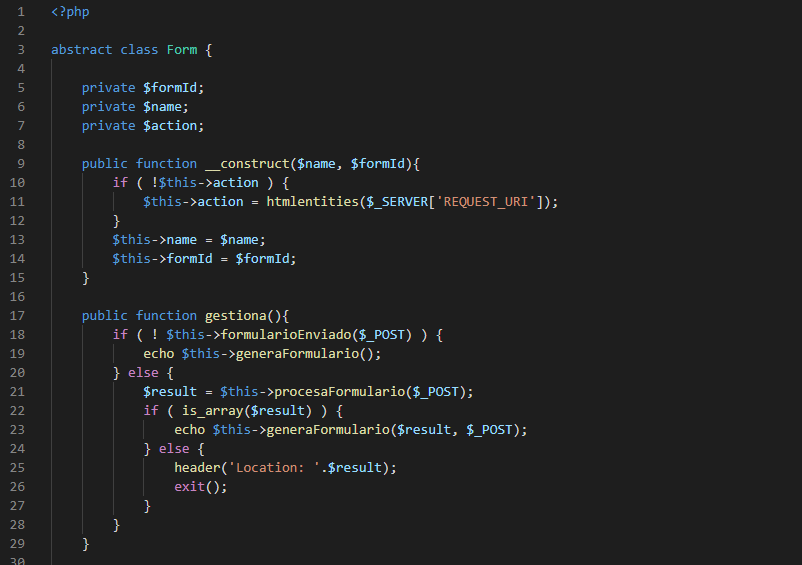 1 <?php
2
3 abstract class Form {
4
5     private $formId;
6     private $name;
7     private $action;
8
9     public function __construct($name, $formId){
10         if ( !$this->action ) {
11             $this->action = htmlentities($_SERVER['REQUEST_URI']);
12         }
13         $this->name = $name;
14         $this->formId = $formId;
15     }
16
17     public function gestiona(){
18         if ( ! $this->formularioEnviado($_POST) ) {
19             echo $this->generaFormulario();
20         } else {
21             $result = $this->procesaFormulario($_POST);
22             if ( is_array($result) ) {
23                 echo $this->generaFormulario($result, $_POST);
24             } else {
25                 header('Location: '.$result);
26                 exit();
27             }
28         }
29     }
30